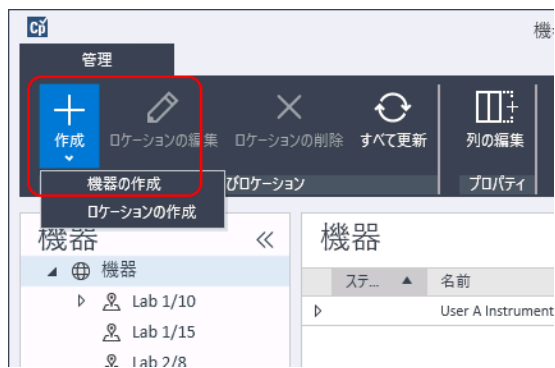 Cp
機
管理
作成
ロケーションの編集
ロケーションの削除
すべて更新
列の編集
機器の作成
びロケーション
プロパティ
ロケーションの作成
機器
機器
機器
ステ...
名前
Lab 1/10
User A Instrument
Lab 1/15
Lab 2/8